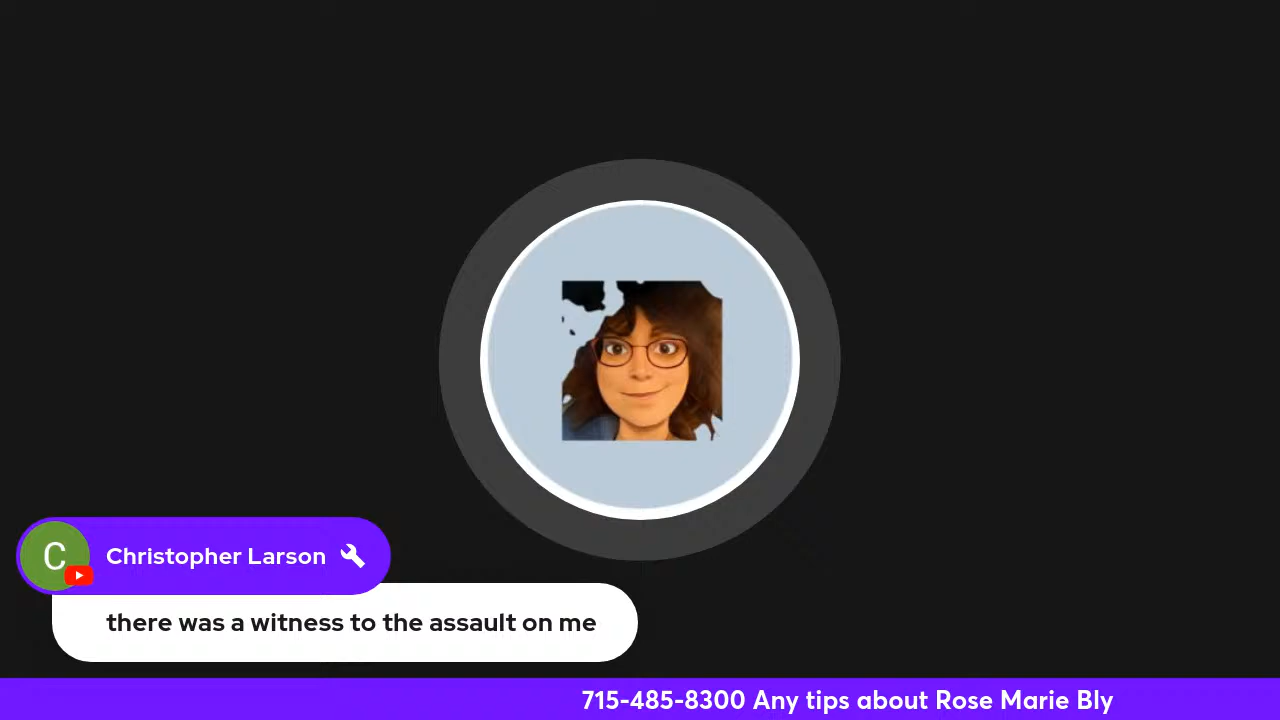 C
Christopher Larson
there was a witness to the assault on me
715-485-8300 Any tips about Rose Marie Bly